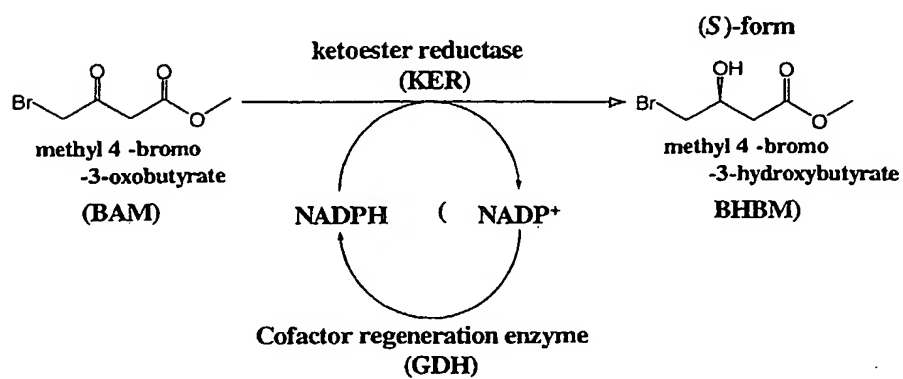 (S)-form
ketoester reductase
(KER)
O O
Br
O
OH O
Br
O
methyl 4 -bromo
-3-oxobutyrate
(BAM)
methyl 4 -bromo
-3-hydroxybutyrate
BHBM)
NADPH ( NADP+
Cofactor regeneration enzyme
(GDH)